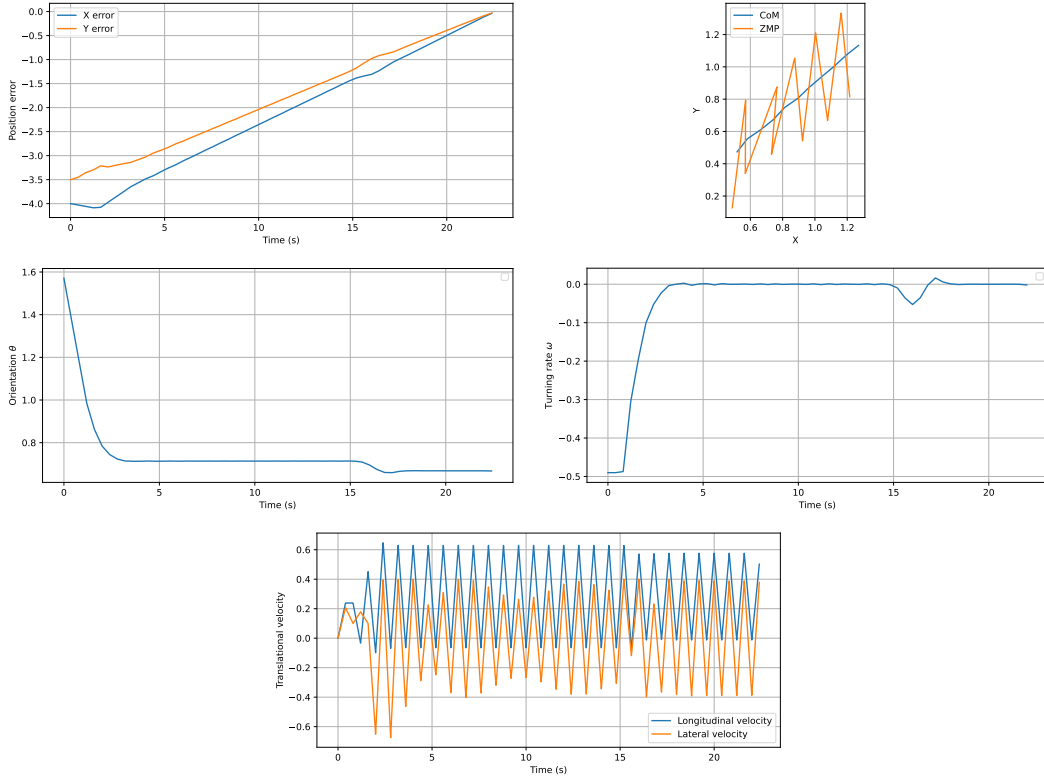 0.0
−0.5
−1.0
−1.5
−2.0
−2.5
−3.0
−3.5
−4.0
Position error
X error
Y error
0 5 10 15 20
Time (s)
1.2
1.0
0.8
0.6
0.4
0.2
Y
CoM
ZMP
0.6 0.8 1.0 1.2
X
1.6
1.4
1.2
1.0
0.8
Orientation θ
0 5 10 15 20
Time (s)
0.0
−0.1
−0.2
−0.3
−0.4
−0.5
Turning rate ω
0 5 10 15 20
Time (s)
0.6
0.4
0.2
0.0
−0.2
−0.4
−0.6
Translational velocity
Longitudinal velocity
Lateral velocity
0 5 10 15 20
Time (s)